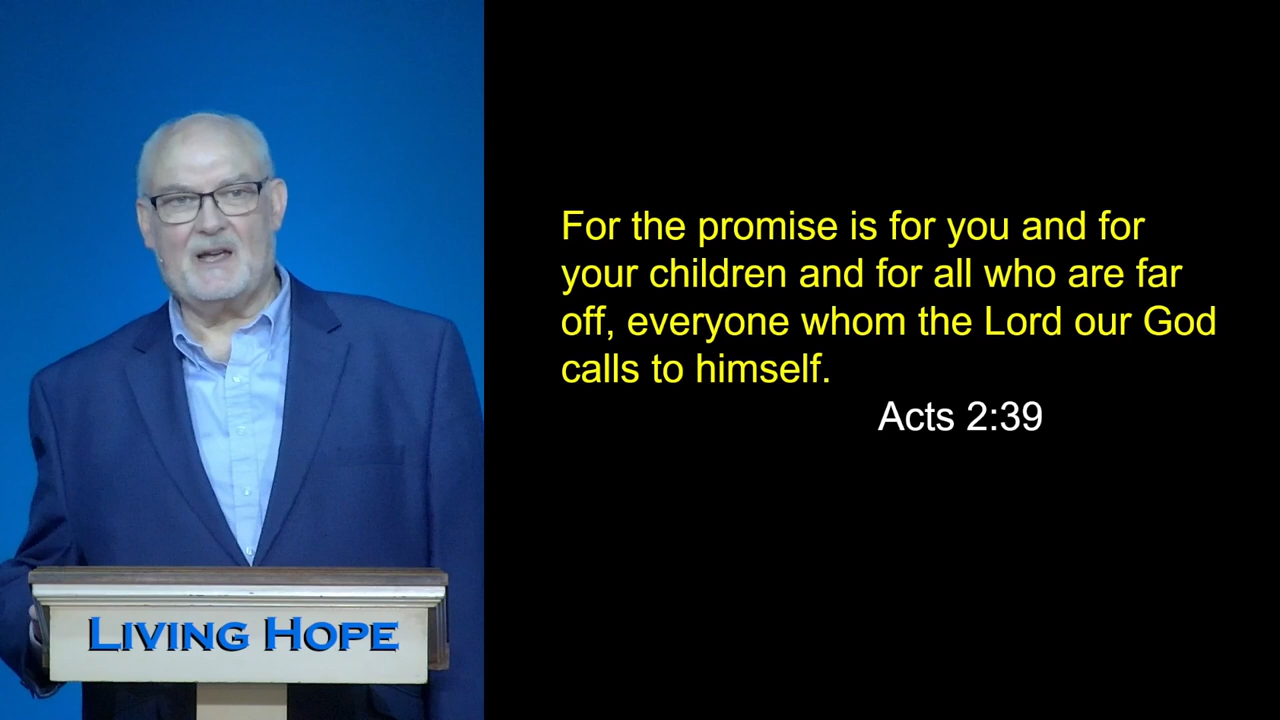 For the promise is for you and for
your children and for all who are far
off, everyone whom the Lord our God
calls to himself.
Acts 2:39
LIVING HOPE